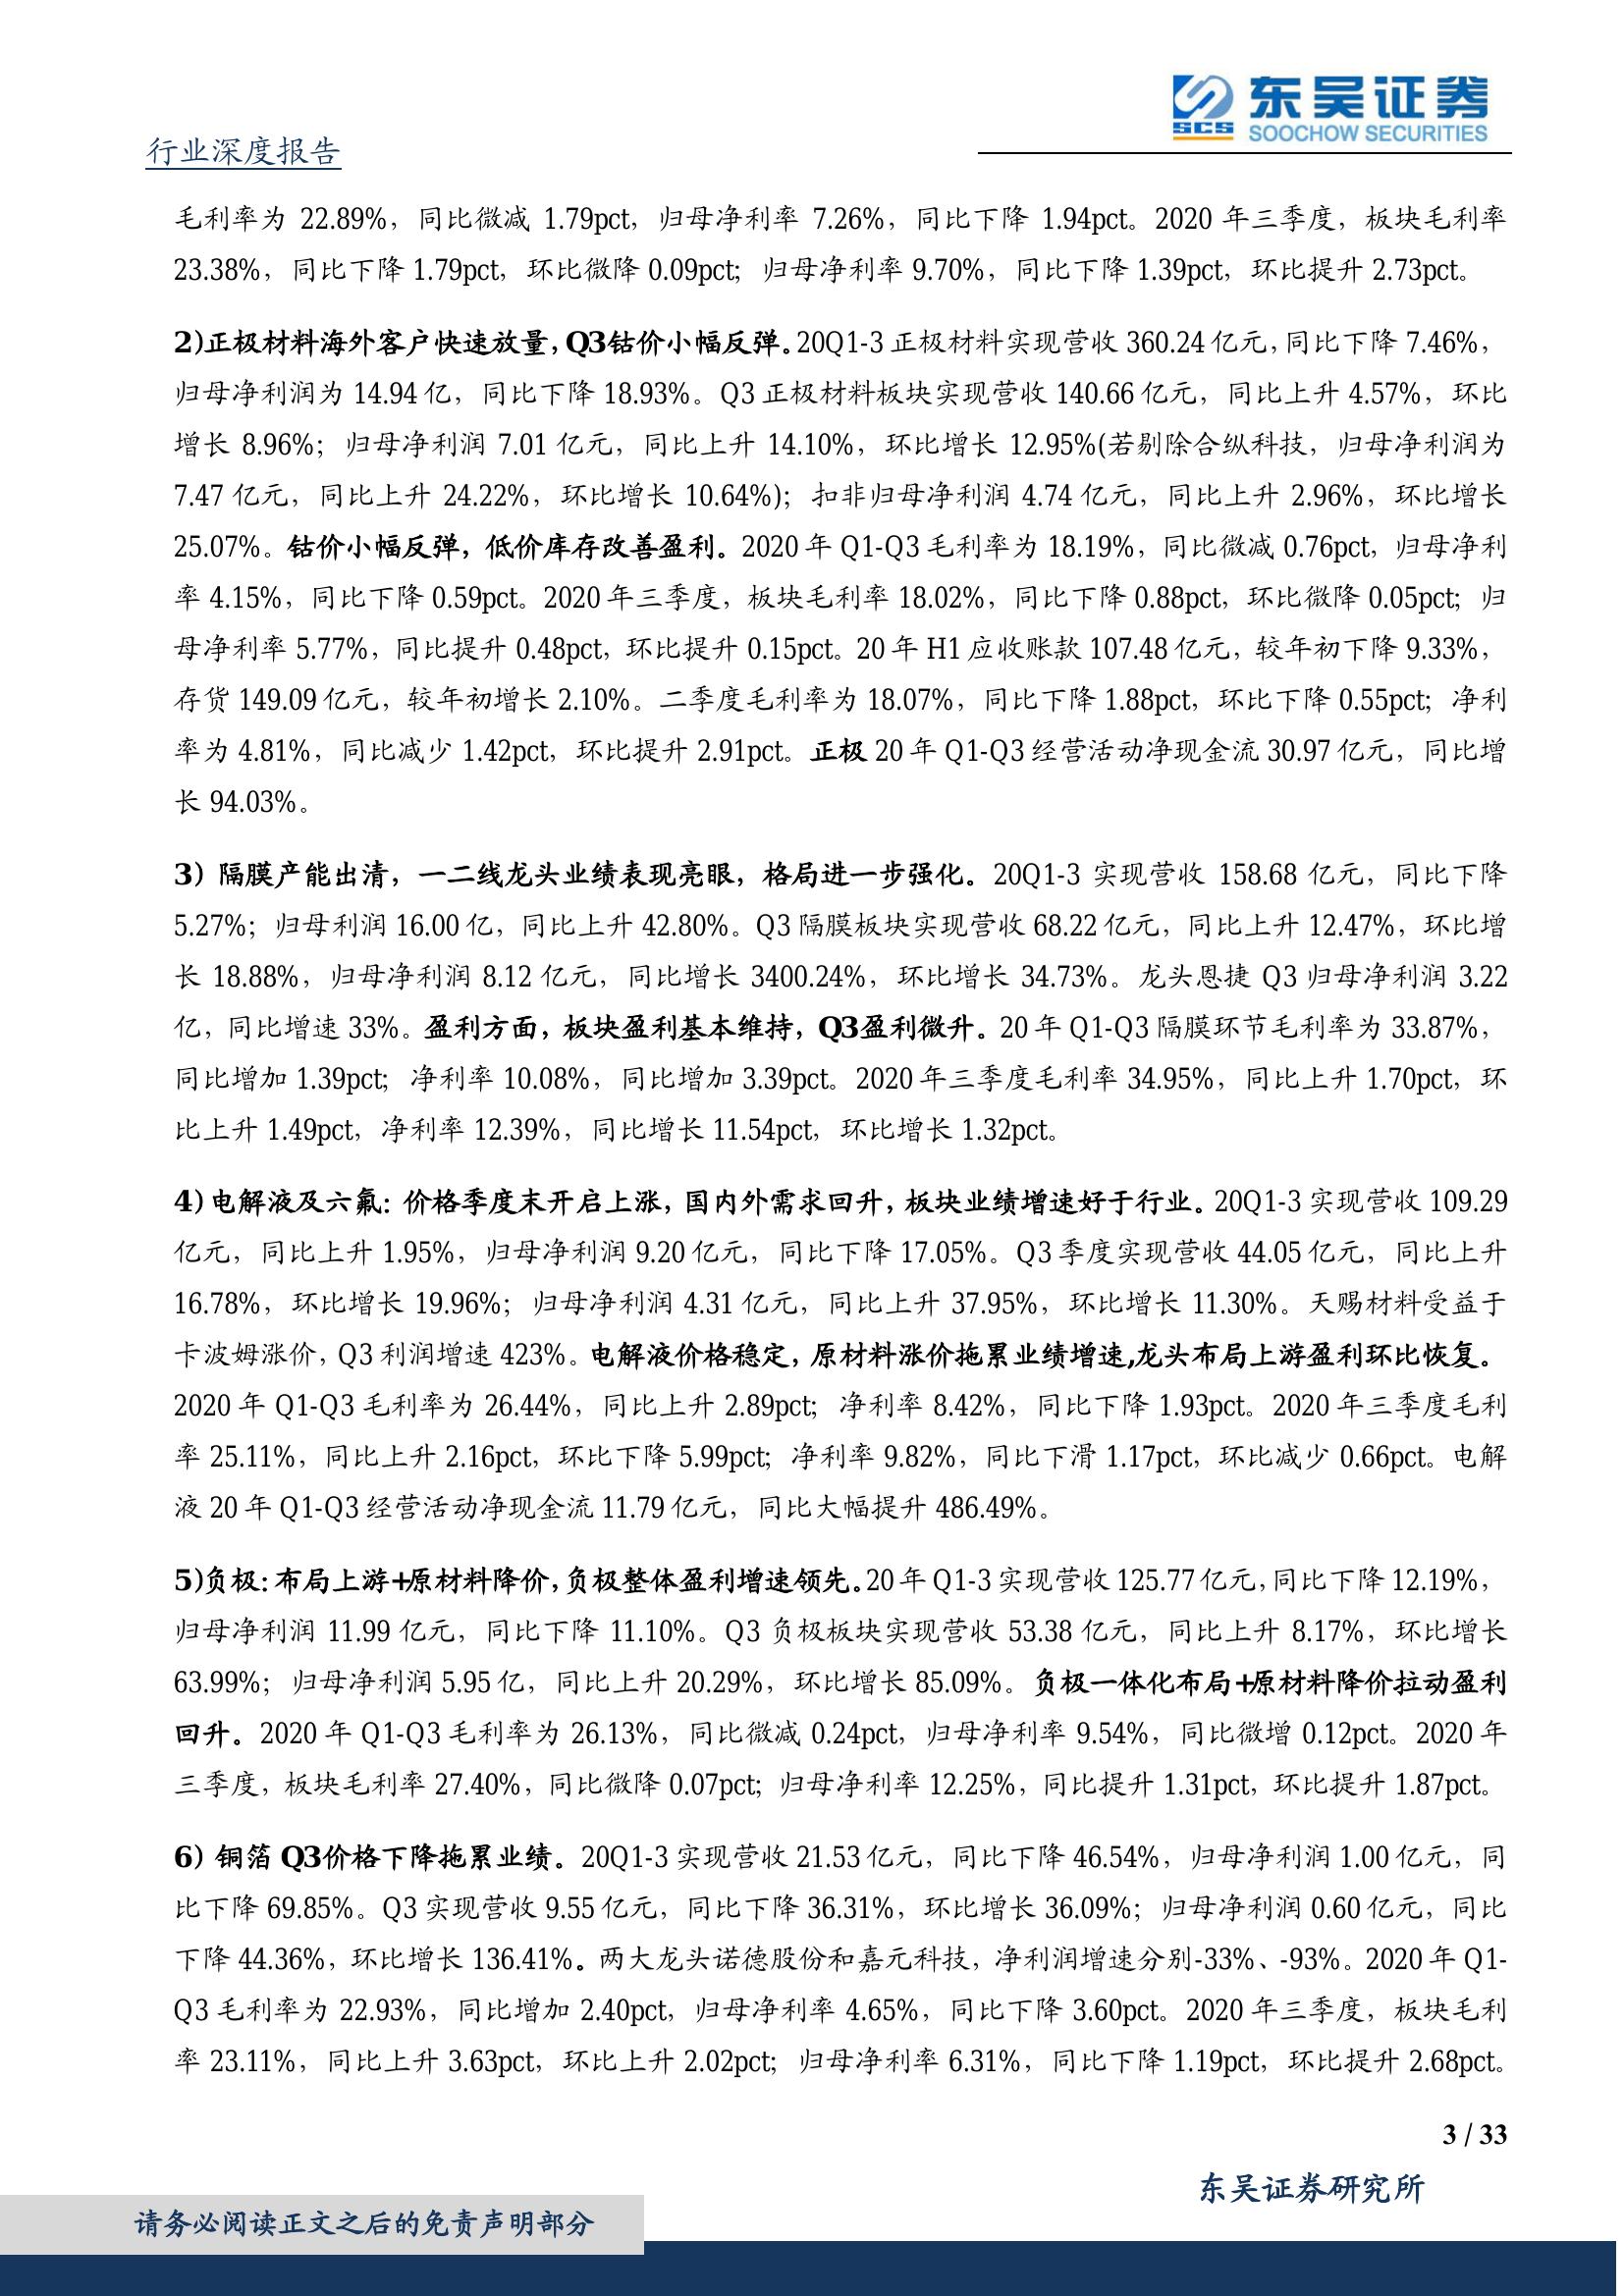 东吴证券
SCS
SOOCHOW SECURITIES
行业深度报告
毛利率为 22.89%，同比微减 1.79pct，归母净利率 7.26%，同比下降 1.94pct。2020 年三季度，板块毛利率
23.38%，同比下降 1.79pct，环比微降 0.09pct；归母净利率 9.70%，同比下降 1.39pct，环比提升 2.73pct。
2)正极材料海外客户快速放量，Q3钴价小幅反弹。20Q1-3 正极材料实现营收 360.24 亿元，同比下降 7.46%，
归母净利润为 14.94 亿，同比下降 18.93%。Q3 正极材料板块实现营收 140.66 亿元，同比上升 4.57%，环比
增长 8.96%；归母净利润 7.01 亿元，同比上升 14.10%，环比增长 12.95%(若剔除合纵科技，归母净利润为
7.47 亿元，同比上升 24.22%，环比增长 10.64%)；扣非归母净利润 4.74 亿元，同比上升 2.96%，环比增长
25.07%。钴价小幅反弹，低价库存改善盈利。2020 年 Q1-Q3 毛利率为 18.19%，同比微减 0.76pct，归母净利
率 4.15%，同比下降 0.59pct。2020 年三季度，板块毛利率 18.02%，同比下降 0.88pct，环比微降 0.05pct；归
母净利率 5.77%，同比提升 0.48pct，环比提升 0.15pct。20 年 H1 应收账款 107.48 亿元，较年初下降 9.33%，
存货 149.09 亿元，较年初增长 2.10%。二季度毛利率为 18.07%，同比下降 1.88pct，环比下降 0.55pct；净利
率为 4.81%，同比减少 1.42pct，环比提升 2.91pct。正极 20 年 Q1-Q3 经营活动净现金流 30.97 亿元，同比增
长 94.03%。
3）隔膜产能出清，一二线龙头业绩表现亮眼，格局进一步强化。20Q1-3 实现营收 158.68 亿元，同比下降
5.27%；归母利润 16.00 亿，同比上升 42.80%。Q3 隔膜板块实现营收 68.22 亿元，同比上升 12.47%，环比增
长 18.88%，归母净利润 8.12 亿元，同比增长 3400.24%，环比增长 34.73%。龙头恩捷 Q3 归母净利润 3.22
亿，同比增速 33%。盈利方面，板块盈利基本维持，Q3盈利微升。20 年 Q1-Q3 隔膜环节毛利率为 33.87%，
同比增加 1.39pct；净利率 10.08%，同比增加 3.39pct。2020 年三季度毛利率 34.95%，同比上升 1.70pct，环
比上升 1.49pct，净利率 12.39%，同比增长 11.54pct，环比增长 1.32pct。
4）电解液及六氟：价格季度末开启上涨，国内外需求回升，板块业绩增速好于行业。20Q1-3 实现营收 109.29
亿元，同比上升 1.95%，归母净利润 9.20 亿元，同比下降 17.05%。Q3 季度实现营收 44.05 亿元，同比上升
16.78%，环比增长 19.96%；归母净利润 4.31 亿元，同比上升 37.95%，环比增长 11.30%。天赐材料受益于
卡波姆涨价，Q3 利润增速 423%。电解液价格稳定，原材料涨价拖累业绩增速,龙头布局上游盈利环比恢复。
2020 年 Q1-Q3 毛利率为 26.44%，同比上升 2.89pct；净利率 8.42%，同比下降 1.93pct。2020 年三季度毛利
率 25.11%，同比上升 2.16pct，环比下降 5.99pct；净利率 9.82%，同比下滑 1.17pct，环比减少 0.66pct。电解
液 20 年 Q1-Q3 经营活动净现金流 11.79 亿元，同比大幅提升 486.49%。
5)负极：布局上游+原材料降价，负极整体盈利增速领先。20 年 Q1-3 实现营收 125.77 亿元，同比下降 12.19%，
归母净利润 11.99 亿元，同比下降 11.10%。Q3 负极板块实现营收 53.38 亿元，同比上升 8.17%，环比增长
63.99%；归母净利润 5.95 亿，同比上升 20.29%，环比增长 85.09%。负极一体化布局+原材料降价拉动盈利
回升。2020 年 Q1-Q3 毛利率为 26.13%，同比微减 0.24pct，归母净利率 9.54%，同比微增 0.12pct。2020 年
三季度，板块毛利率 27.40%，同比微降 0.07pct；归母净利率 12.25%，同比提升 1.31pct，环比提升 1.87pct。
6）铜箔 Q3价格下降拖累业绩。20Q1-3 实现营收 21.53 亿元，同比下降 46.54%，归母净利润 1.00 亿元，同
比下降 69.85%。Q3 实现营收 9.55 亿元，同比下降 36.31%，环比增长 36.09%；归母净利润 0.60 亿元，同比
下降 44.36%，环比增长 136.41%。两大龙头诺德股份和嘉元科技，净利润增速分别-33%、-93%。2020 年 Q1-
Q3 毛利率为 22.93%，同比增加 2.40pct，归母净利率 4.65%，同比下降 3.60pct。2020 年三季度，板块毛利
率 23.11%，同比上升 3.63pct，环比上升 2.02pct；归母净利率 6.31%，同比下降 1.19pct，环比提升 2.68pct。
3 / 33
东吴证券研究所
请务必阅读正文之后的免责声明部分